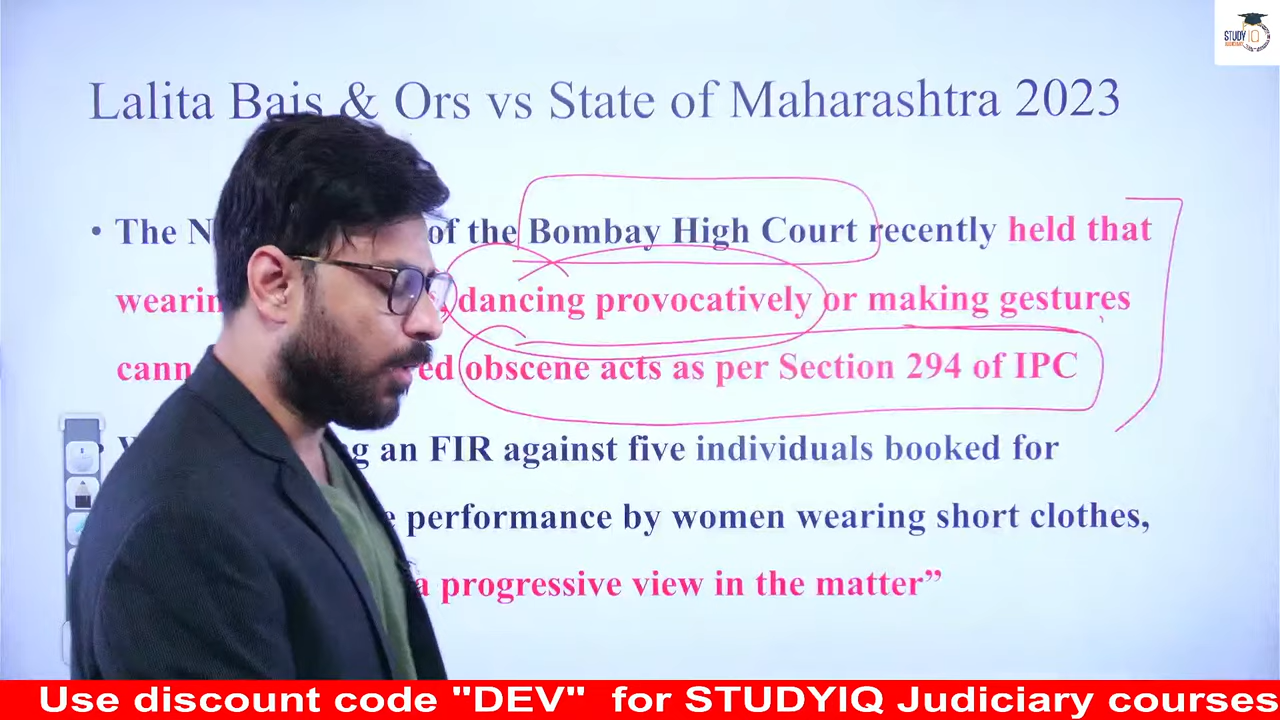 STUDY IQ
JUDICIARY
Lalita Bais & Ors vs State of Maharashtra 2023
• The of the Bombay High Court recently held that
dancing provocatively or making gestures
obscene acts as per Section 294 of IPC
an FIR against five individuals booked for
performance by women wearing short clothes,
a progressive view in the matter”
Use discount code "DEV" for STUDYIQ Judiciary courses